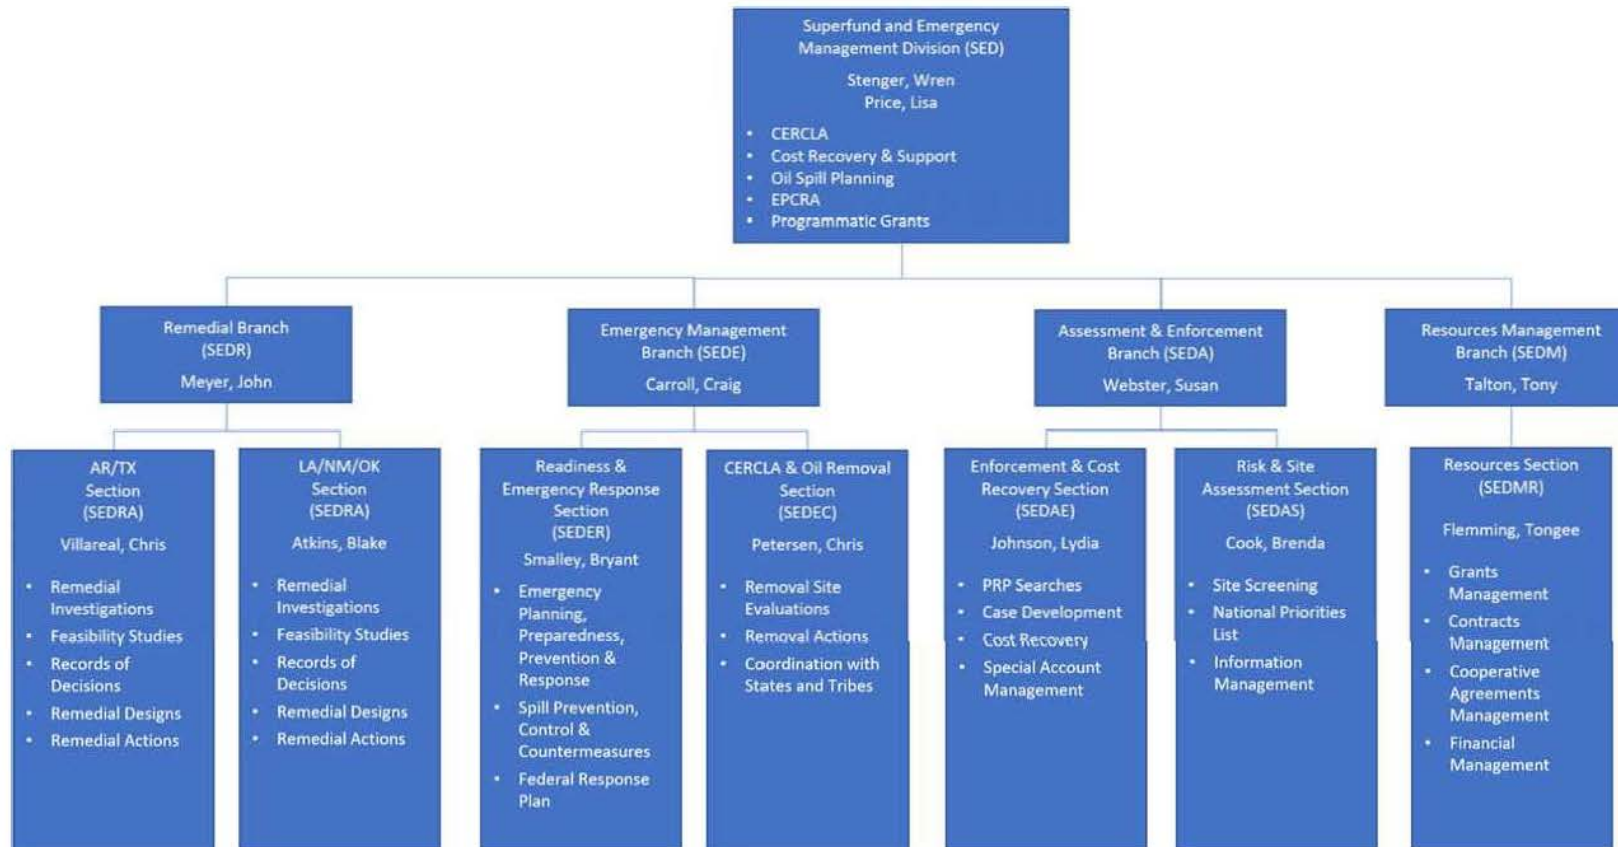 Superfund and Emergency
Management Division (SED)
Stenger, Wren
Price, Lisa
• CERCLA
• Cost Recovery & Support
• Oil Spill Planning
• EPCRA
• Programmatic Grants
Remedial Branch
(SEDR)
Meyer, John
Emergency Management
Branch (SEDE)
Carroll, Craig
Assessment & Enforcement
Branch (SEDA)
Webster, Susan
Resources Management
Branch (SEDM)
Talton, Tony
AR/TX
Section
(SEDRA)
Villareal, Chris
• Remedial
Investigations
• Feasibility Studies
• Records of
Decisions
• Remedial Designs
• Remedial Actions
LA/NM/OK
Section
(SEDRA)
Atkins, Blake
• Remedial
Investigations
• Feasibility Studies
• Records of
Decisions
• Remedial Designs
• Remedial Actions
Readiness &
Emergency Response
Section
(SEDER)
Smalley, Bryant
• Emergency
Planning,
Preparedness,
Prevention &
Response
• Spill Prevention,
Control &
Countermeasures
• Federal Response
Plan
CERCLA & Oil Removal
Section
(SEDEC)
Petersen, Chris
• Removal Site
Evaluations
• Removal Actions
• Coordination with
States and Tribes
Enforcement & Cost
Recovery Section
(SEDAE)
Johnson, Lydia
• PRP Searches
• Case Development
• Cost Recovery
• Special Account
Management
Risk & Site
Assessment Section
(SEDAS)
Cook, Brenda
• Site Screening
• National Priorities
List
• Information
Management
Resources Section
(SEDMR)
Flemming, Tongee
• Grants
Management
• Contracts
Management
• Cooperative
Agreements
Management
• Financial
Management